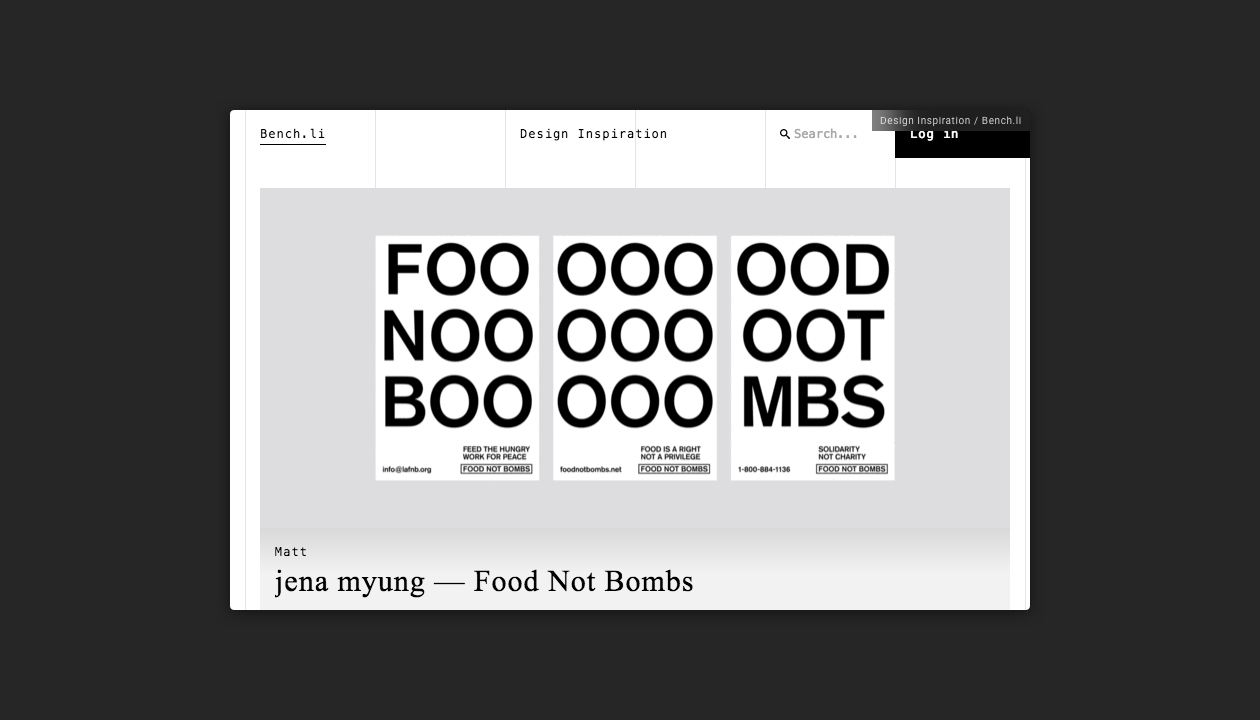 Design Inspiration / Bench.li
Bench.li
Design Inspiration
Search...
Log in
FOO
NOO
BOO
FEED THE HUNGRY
WORK FOR PEACE
info@lafnb.org
FOOD NOT BOMBS
OOO
OOO
OOO
FOOD IS A RIGHT
NOT A PRIVILEGE
foodnotbombs.net
FOOD NOT BOMBS
OOD
OOT
MBS
SOLIDARITY
NOT CHARITY
1-800-884-1136
FOOD NOT BOMBS
Matt
jena myung — Food Not Bombs